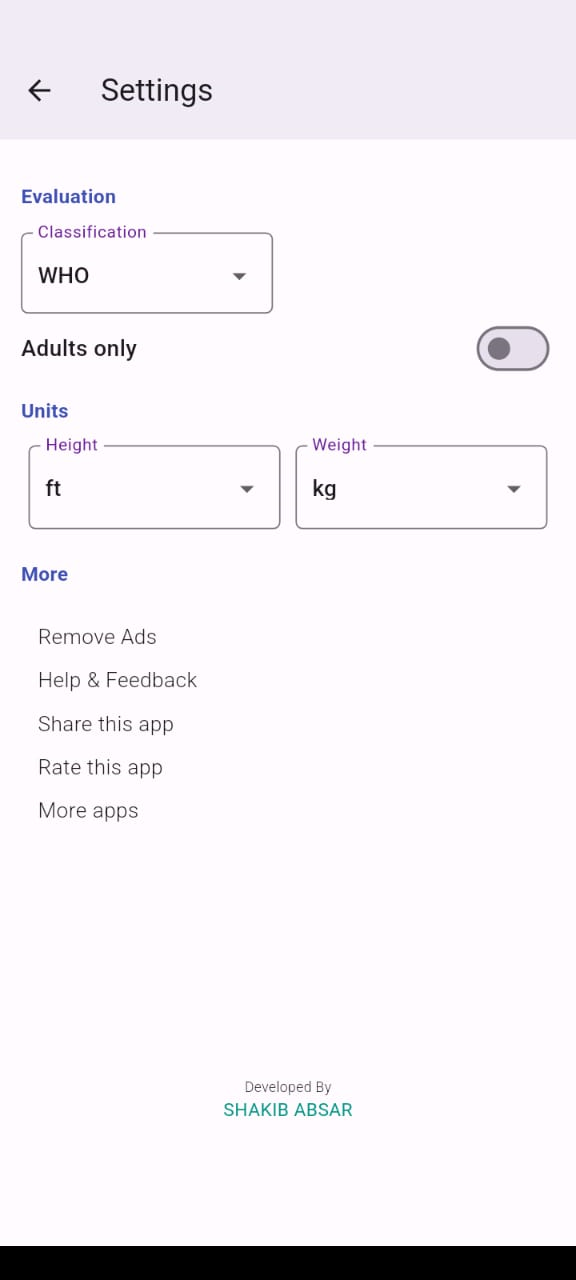 Settings
Evaluation
Classification
WHO
Adults only
Units
Height
Weight
ft
kg
More
Remove Ads
Help & Feedback
Share this app
Rate this app
More apps
Developed By
SHAKIB ABSAR